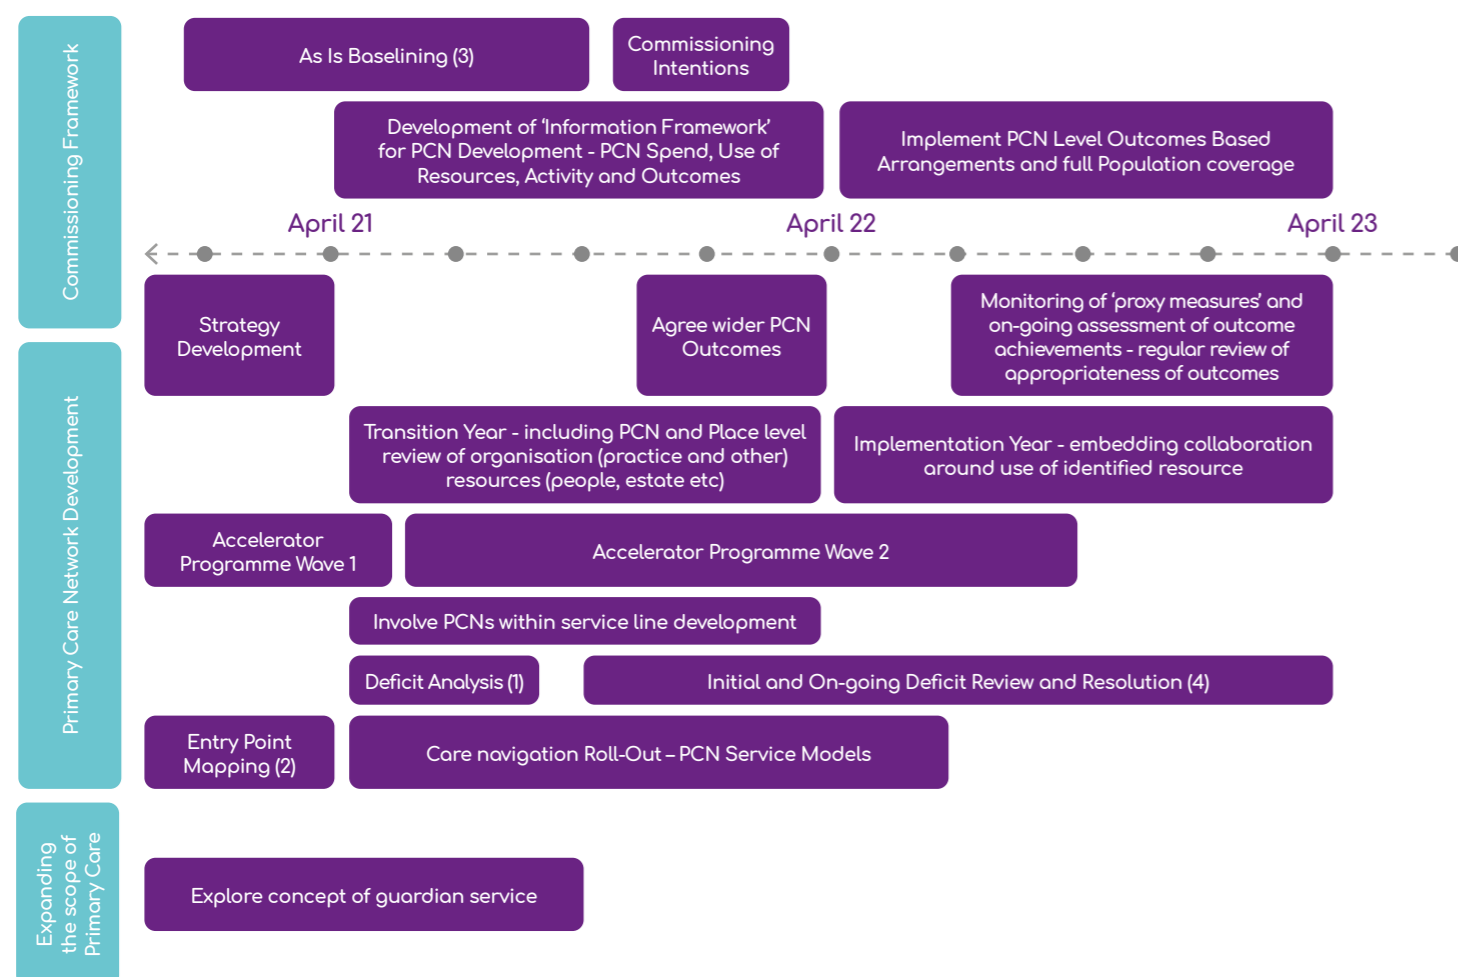 Commissioning Framework
As Is Baselining (3)
Commissioning
Intentions
Development of ‘Information Framework’
for PCN Development - PCN Spend, Use of
Resources, Activity and Outcomes
Implement PCN Level Outcomes Based
Arrangements and full Population coverage
April 21
April 22
April 23
Strategy
Development
Agree wider PCN
Outcomes
Monitoring of ‘proxy measures’ and
on-going assessment of outcome
achievements - regular review of
appropriateness of outcomes
Primary Care Network Development
Transition Year - including PCN and Place level
review of organisation (practice and other)
resources (people, estate etc)
Implementation Year - embedding collaboration
around use of identified resource
Accelerator
Programme Wave 1
Accelerator Programme Wave 2
Involve PCNs within service line development
Deficit Analysis (1)
Initial and On-going Deficit Review and Resolution (4)
Entry Point
Mapping (2)
Care navigation Roll-Out – PCN Service Models
Expanding
the scope of
Primary Care
Explore concept of guardian service